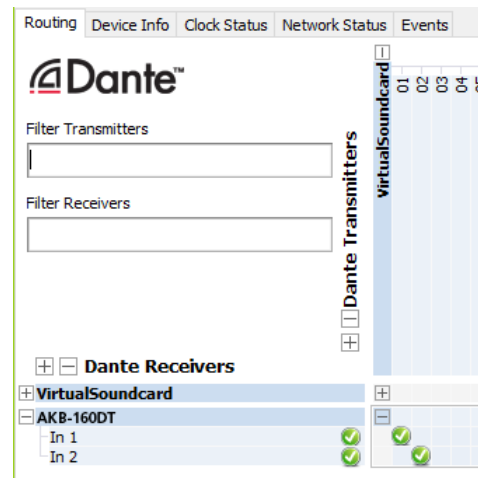 Routing Device Info Clock Status Network Status Events
Dante™
Filter Transmitters
Filter Receivers
Dante Transmitters
VirtualSoundcard
01 02 03 04
Dante Receivers
VirtualSoundcard
AKB-160DT
In 1
In 2